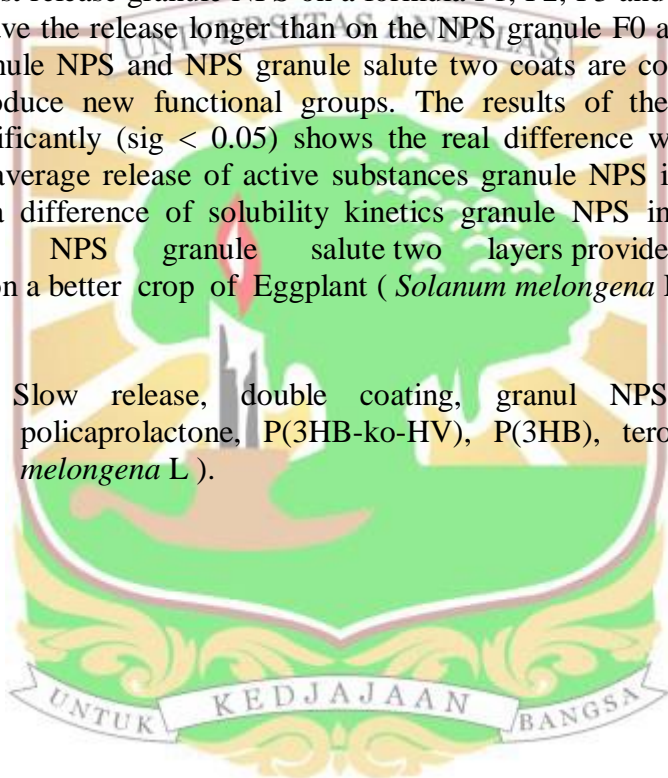 st release granule NPS on a formula F1, F2, F3 and
ve the release longer than on the NPS granule F0 a
UNIVERSITAS ANDALAS
nule NPS and NPS granule salute two coats are co
oduce new functional groups. The results of the
ificantly (sig < 0.05) shows the real difference w
average release of active substances granule NPS i
a difference of solubility kinetics granule NPS in
NPS granule salute two layers provide
on a better crop of Eggplant ( Solanum melongena
Slow release, double coating, granul NPS
policaprolactone, P(3HB-ko-HV), P(3HB), tero
melongena L ).
UNTUK KEDJAJAAN BANGSA